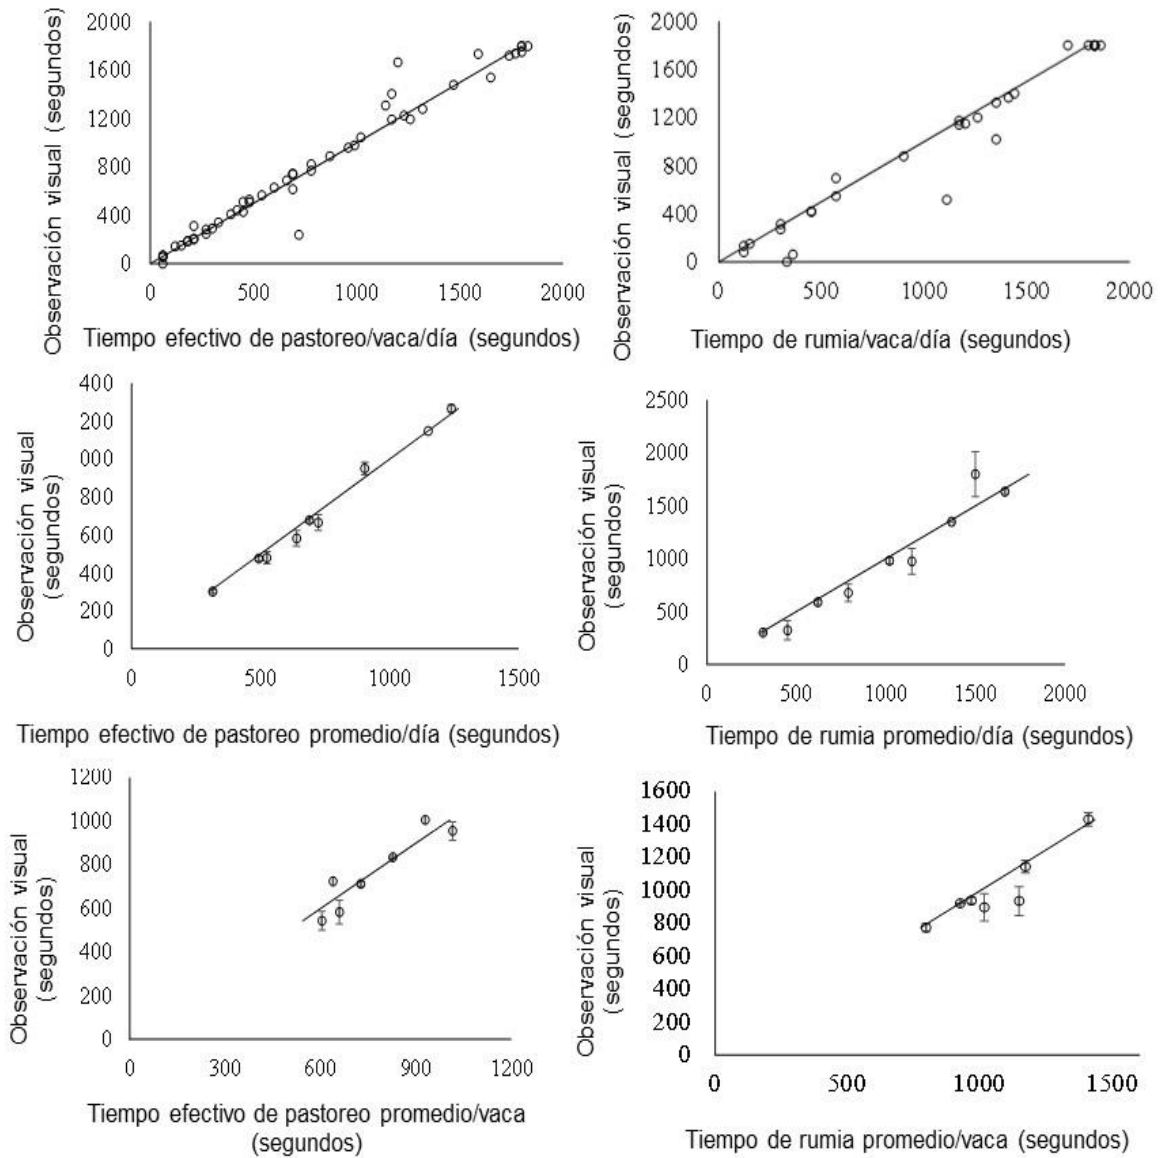 Observación visual (segundos)
2000
1600
1200
800
400
0
0 500 1000 1500 2000
Tiempo efectivo de pastoreo/vaca/día (segundos)
Observación visual (segundos)
2000
1600
1200
800
400
0
0 500 1000 1500 2000
Tiempo de rumia/vaca/día (segundos)
Observación visual
(segundos)
400
200
000
800
600
400
200
0
0 500 1000 1500
Tiempo efectivo de pastoreo promedio/día (segundos)
Observación visual
(segundos)
2500
2000
1500
1000
500
0
0 500 1000 1500 2000
Tiempo de rumia promedio/día (segundos)
Observación visual
(segundos)
1200
1000
800
600
400
200
0
0 300 600 900 1200
Tiempo efectivo de pastoreo promedio/vaca
(segundos)
Observación visual
(segundos)
1600
1400
1200
1000
800
600
400
200
0
0 500 1000 1500
Tiempo de rumia promedio/vaca (segundos)